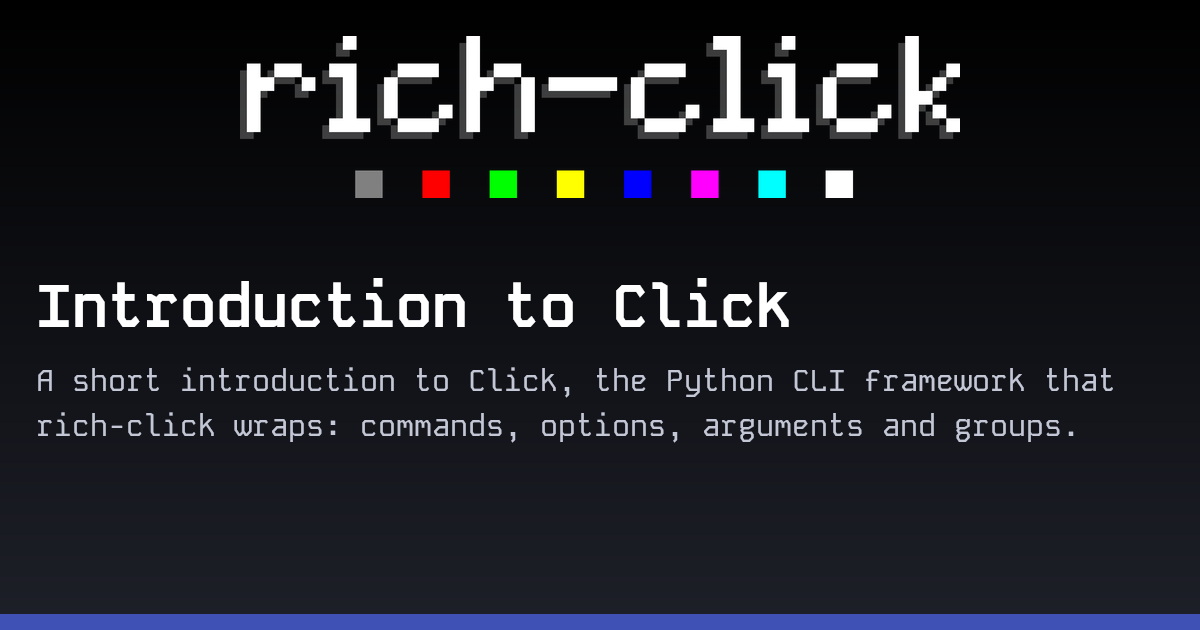 rich-click
Introduction to Click
A short introduction to Click, the Python CLI framework that
rich-click wraps: commands, options, arguments and groups.